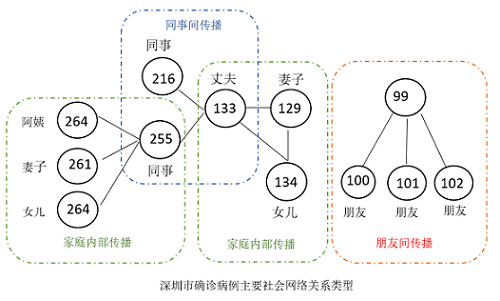 同事间传播
同事
216
丈夫
133
妻子
129
99
阿姨
264
255
同事
妻子
261
134
女儿
女儿
264
100
101
102
朋友
朋友
朋友
家庭内部传播
家庭内部传播
朋友间传播
深圳市确诊病例主要社会网络关系类型